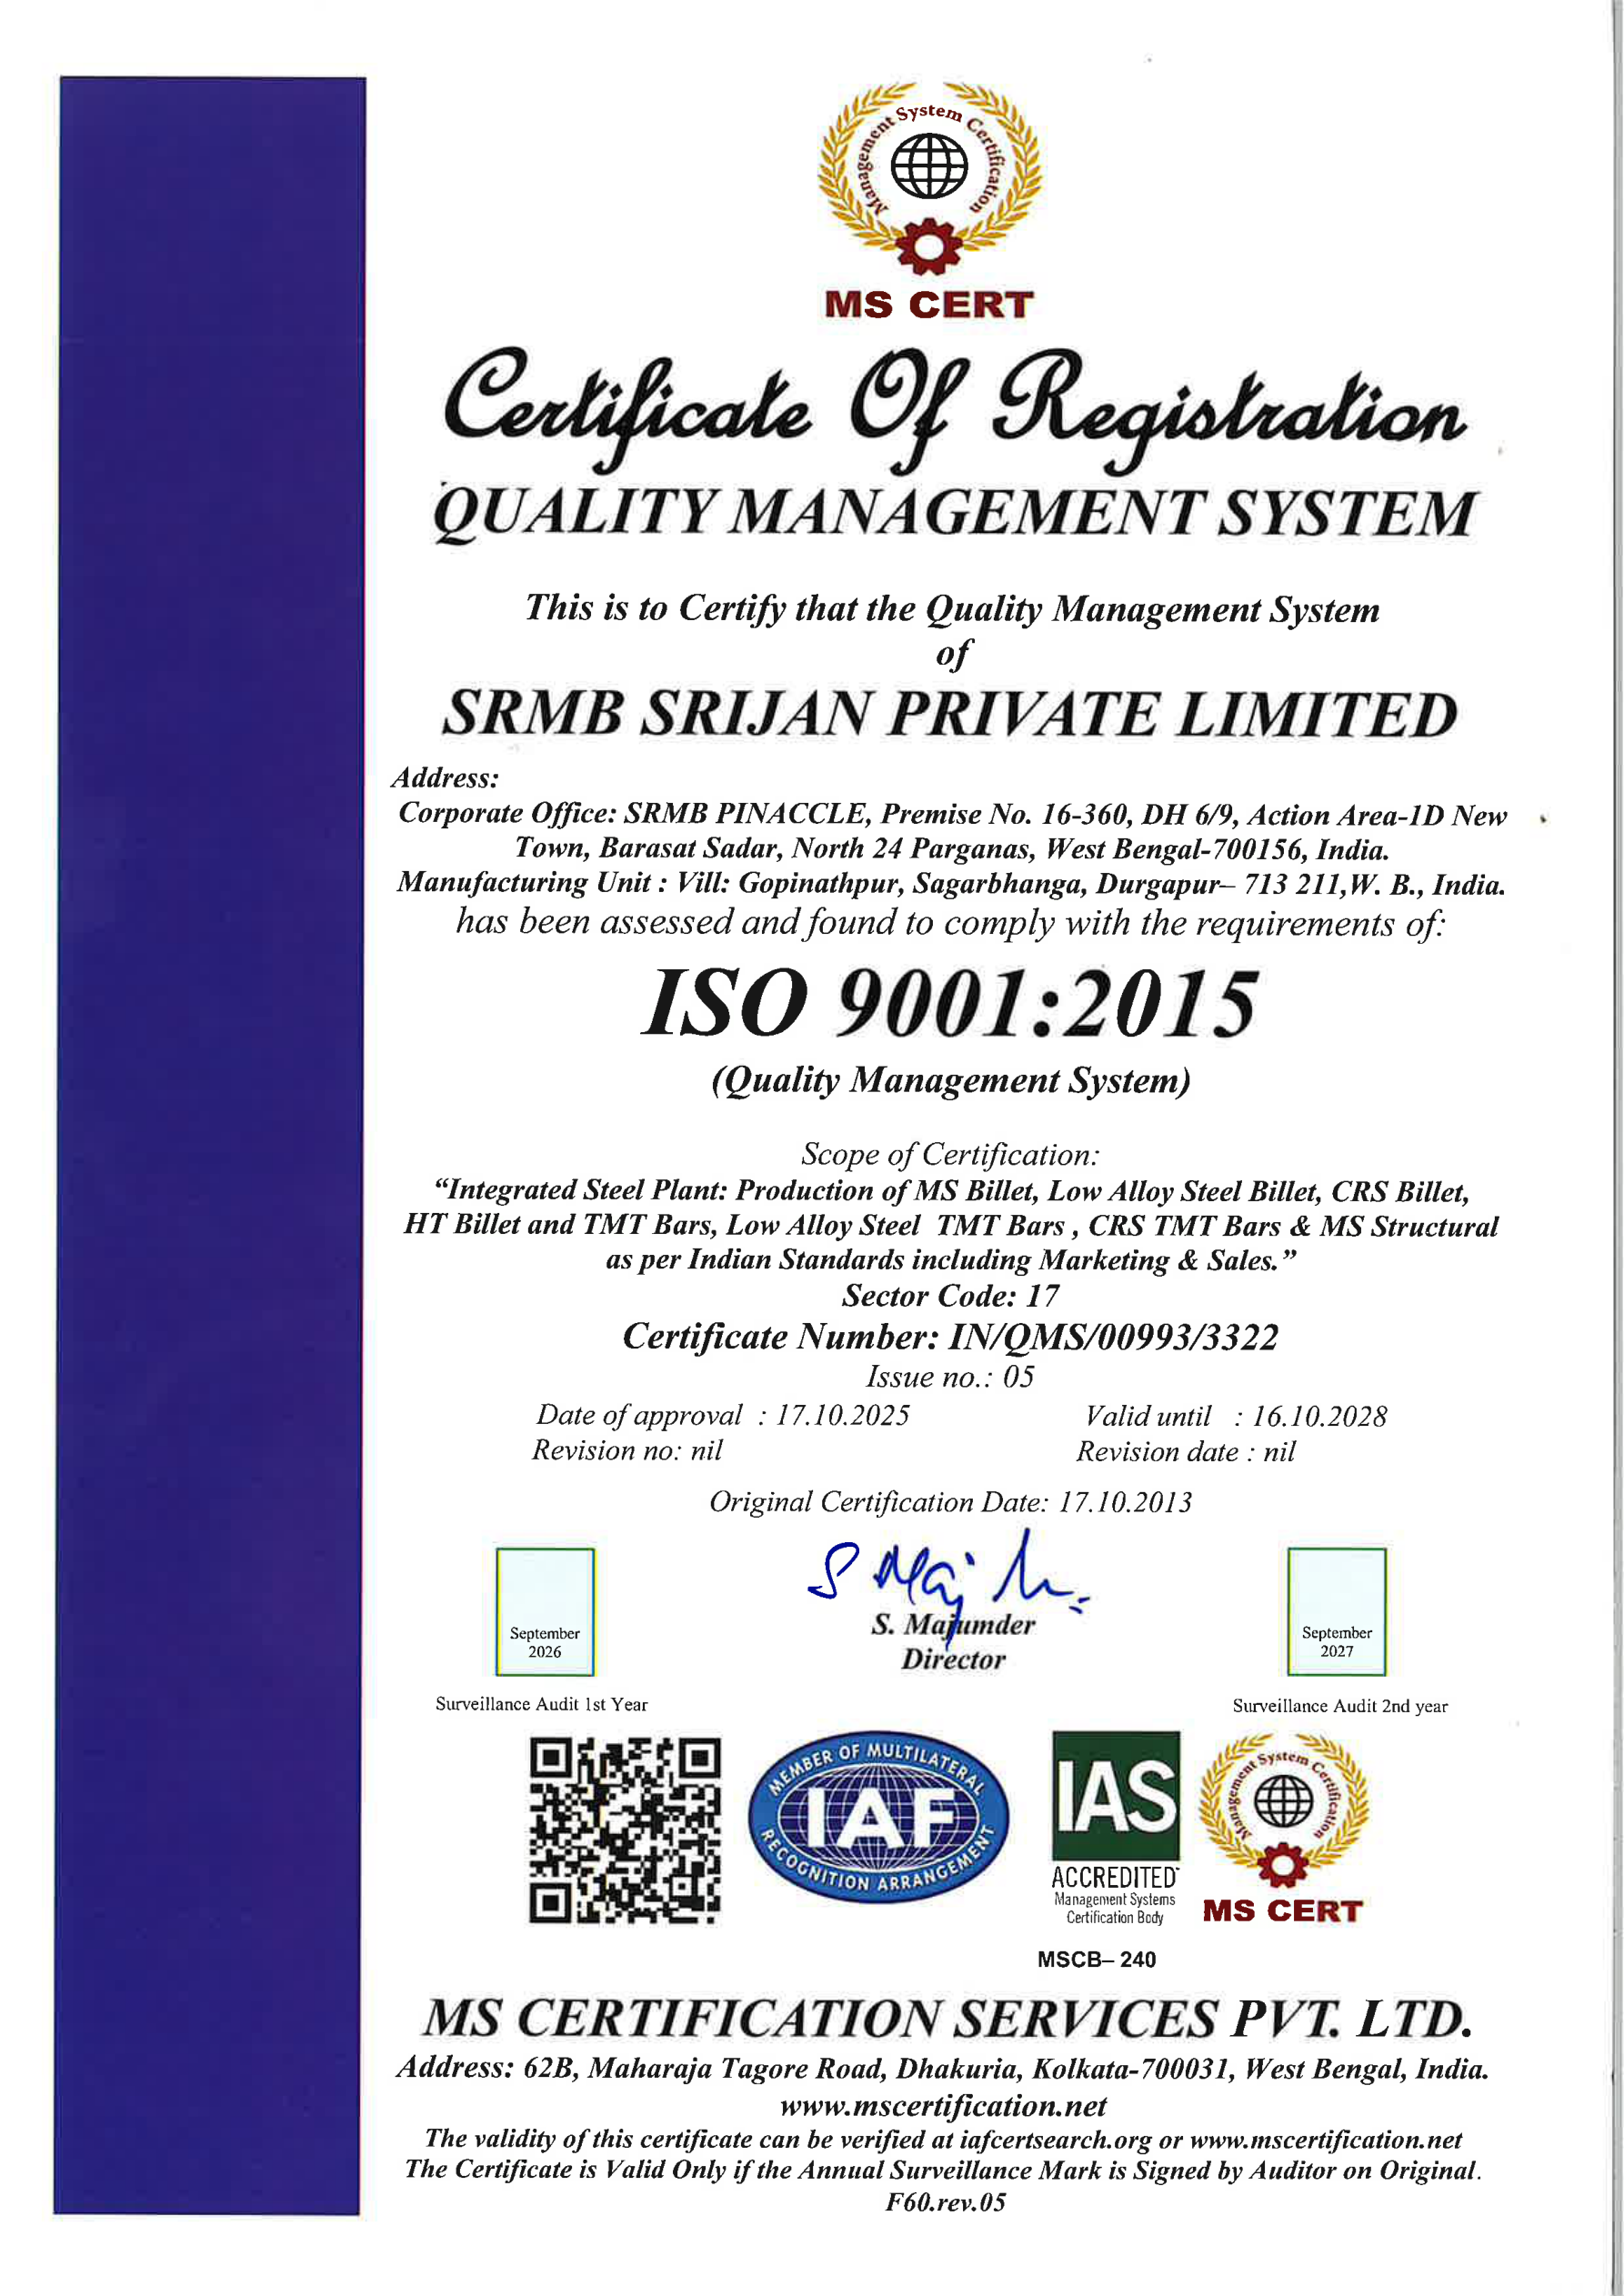 Management System Certification
MS CERT
Certificate Of Registration
QUALITY MANAGEMENT SYSTEM
This is to Certify that the Quality Management System
of
SRMB SRIJAN PRIVATE LIMITED
Address:
Corporate Office: SRMB PINACCLE, Premise No. 16-360, DH 6/9, Action Area-1D New
Town, Barasat Sadar, North 24 Parganas, West Bengal-700156, India.
Manufacturing Unit : Vill: Gopinathpur, Sagarbhanga, Durgapur– 713 211,W. B., India.
has been assessed and found to comply with the requirements of:
ISO 9001:2015
(Quality Management System)
Scope of Certification:
“Integrated Steel Plant: Production of MS Billet, Low Alloy Steel Billet, CRS Billet,
HT Billet and TMT Bars, Low Alloy Steel TMT Bars , CRS TMT Bars & MS Structural
as per Indian Standards including Marketing & Sales.”
Sector Code: 17
Certificate Number: IN/QMS/00993/3322
Issue no.: 05
Date of approval : 17.10.2025 Valid until : 16.10.2028
Revision no: nil Revision date : nil
Original Certification Date: 17.10.2013
S. Majumder
Director
September
2026
September
2027
Surveillance Audit 1st Year
Surveillance Audit 2nd year
MEMBER OF MULTILATERAL
IAF
RECOGNITION ARRANGEMENT
IAS
ACCREDITED
Management Systems
Certification Body
Management System Certification
MS CERT
MSCB– 240
MS CERTIFICATION SERVICES PVT. LTD.
Address: 62B, Maharaja Tagore Road, Dhakuria, Kolkata-700031, West Bengal, India.
www.mscertification.net
The validity of this certificate can be verified at iafcertsearch.org or www.mscertification.net
The Certificate is Valid Only if the Annual Surveillance Mark is Signed by Auditor on Original.
F60.rev.05